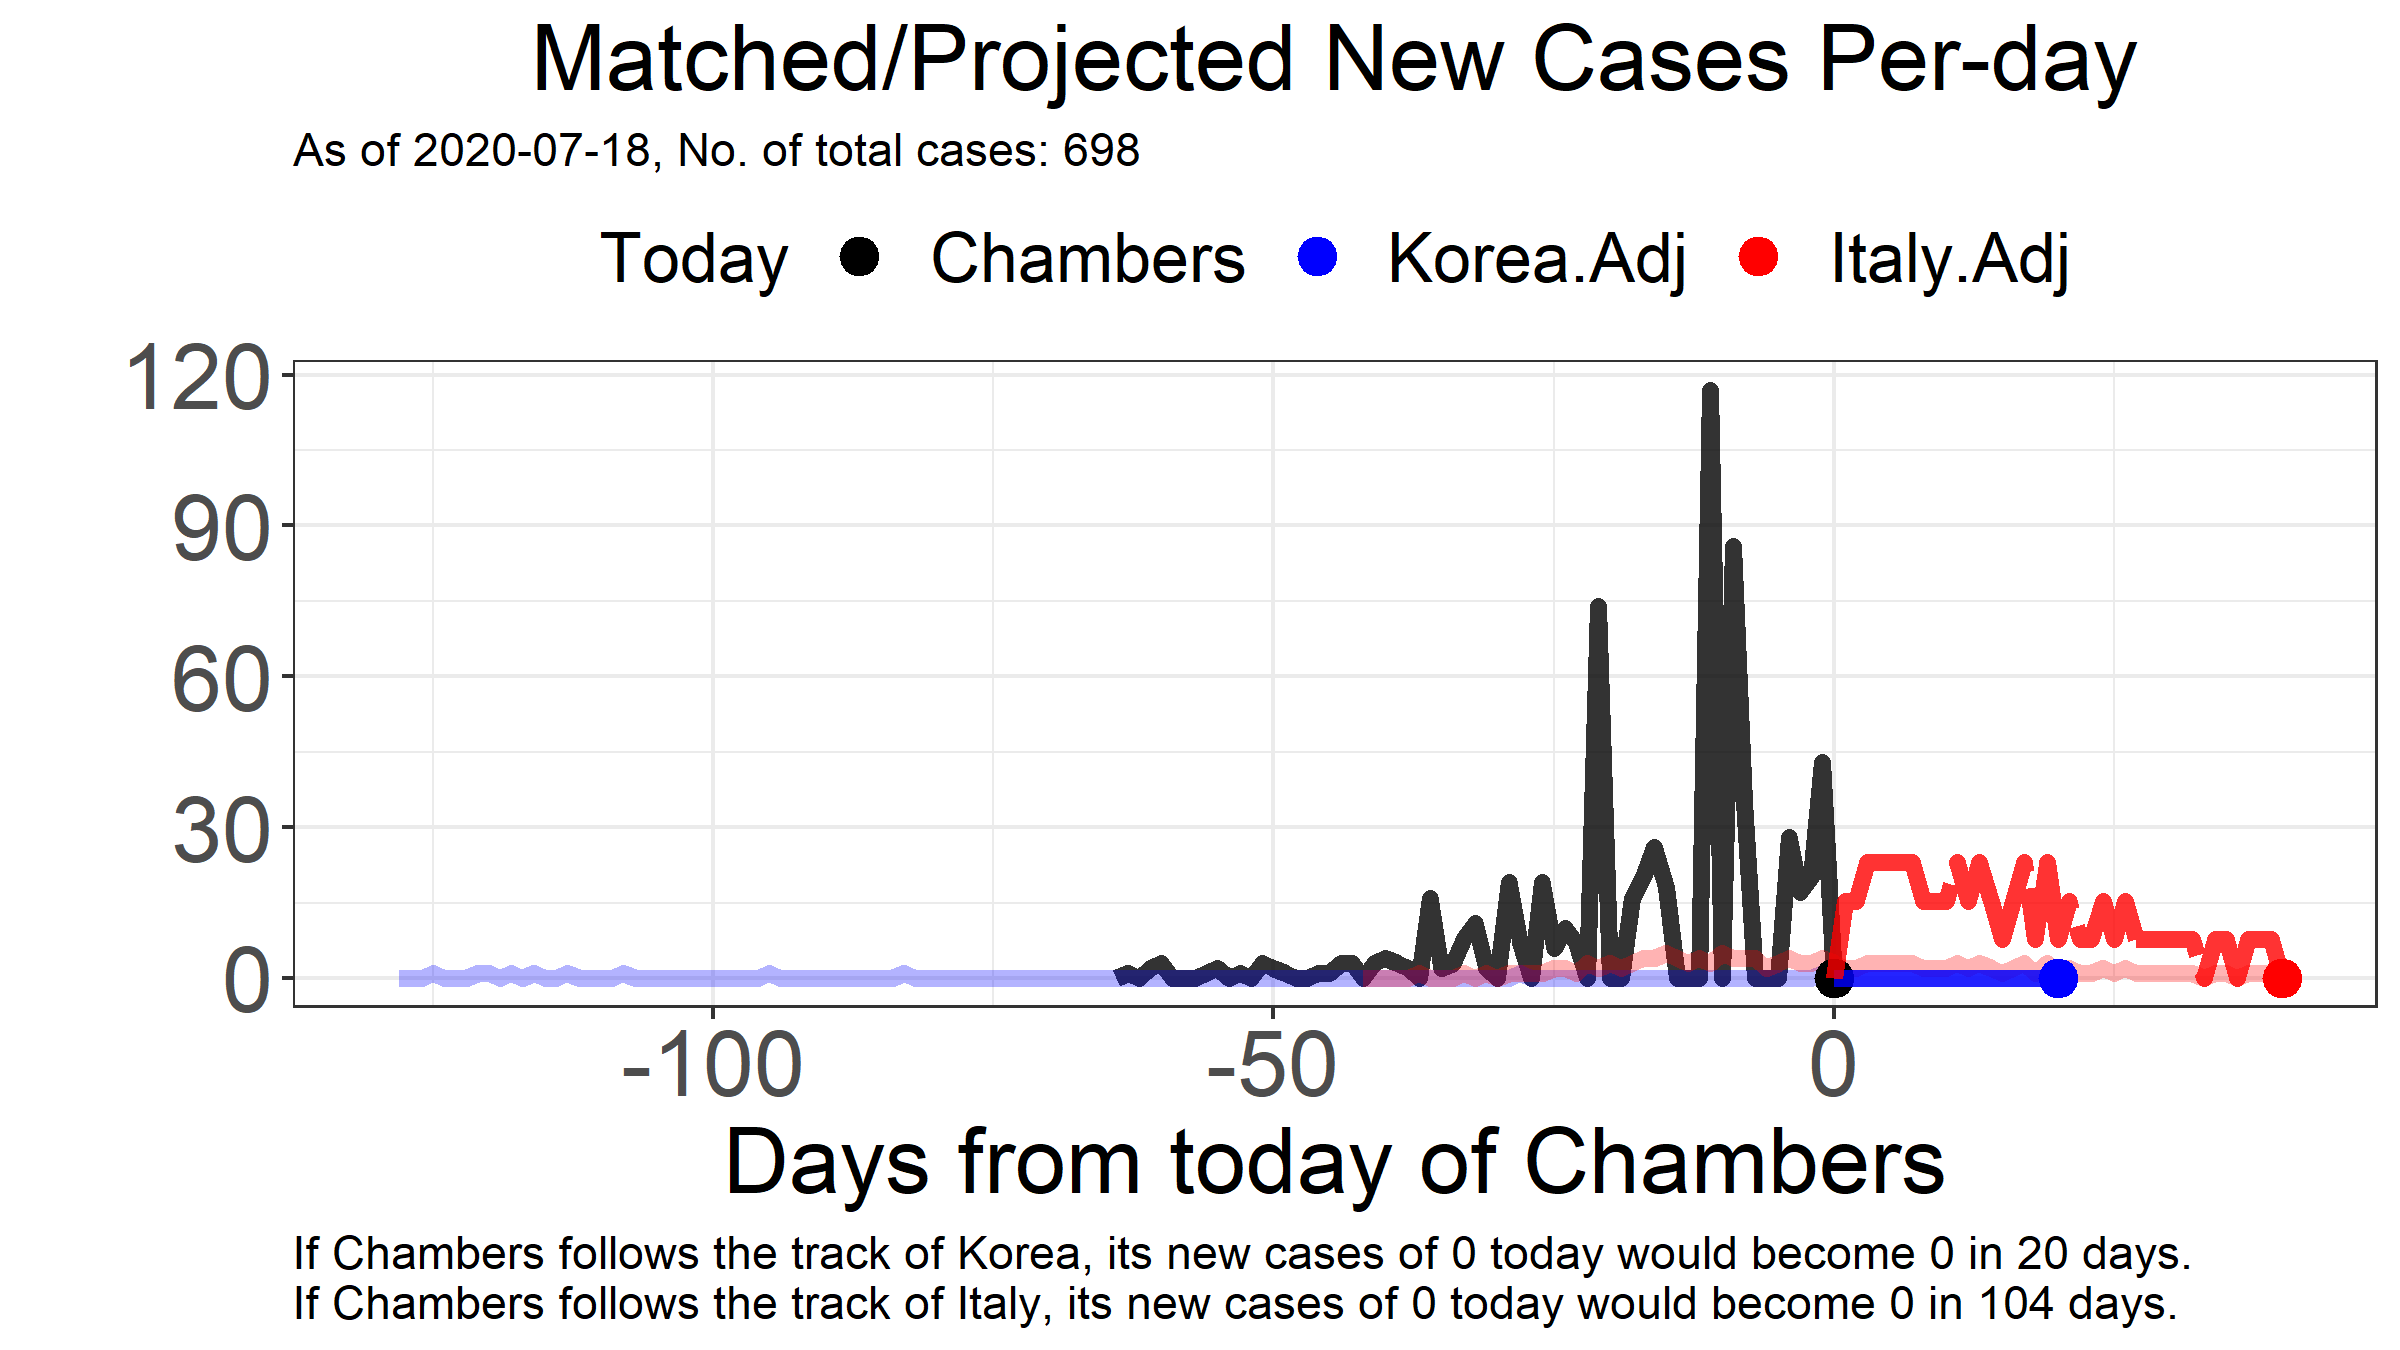 Matched/Projected New Cases Per-day
As of 2020-07-18, No. of total cases: 698
Today Chambers Korea.Adj Italy.Adj
120
90
60
30
0
-100 -50 0
Days from today of Chambers
If Chambers follows the track of Korea, its new cases of 0 today would become 0 in 20 days.
If Chambers follows the track of Italy, its new cases of 0 today would become 0 in 104 days.